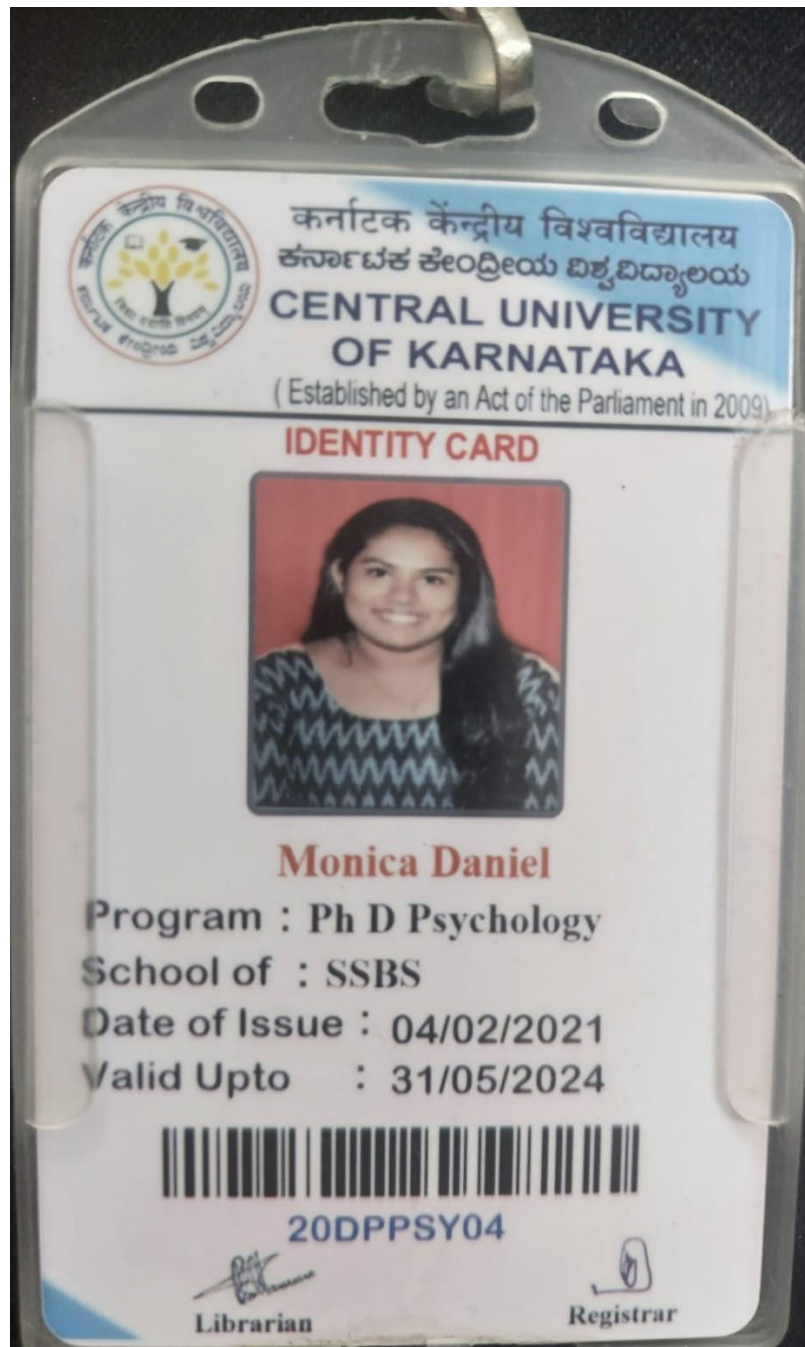 कर्नाटक केंद्रीय विश्वविद्यालय
ಕರ್ನಾಟಕ ಕೇಂದ್ರೀಯ ವಿಶ್ವವಿದ್ಯಾಲಯ
CENTRAL UNIVERSITY
OF KARNATAKA
( Established by an Act of the Parliament in 2009)
IDENTITY CARD
Monica Daniel
Program : Ph D Psychology
School of : SSBS
Date of Issue : 04/02/2021
Valid Upto : 31/05/2024
20DPPSY04
Librarian
Registrar